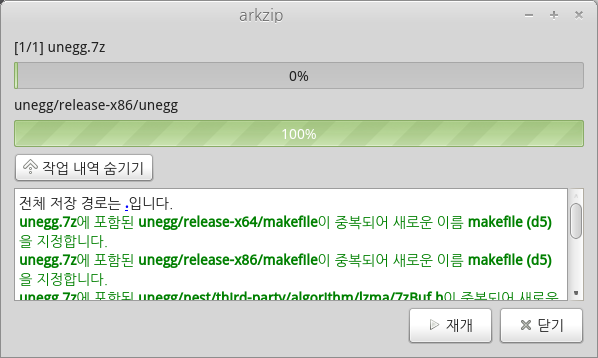 arkzip
[1/1] unegg.7z
0%
unegg/release-x86/unegg
100%
작업 내역 숨기기
전체 저장 경로는 .입니다.
unegg.7z에 포함된 unegg/release-x64/makefile이 중복되어 새로운 이름 makefile (d5)
을 지정합니다.
unegg.7z에 포함된 unegg/release-x86/makefile이 중복되어 새로운 이름 makefile (d5)
을 지정합니다.
unegg.7z에 포함된 unegg/nest/third-party/algorithm/lzma/7zBuf.h이 중복되어 새로운
재개
닫기